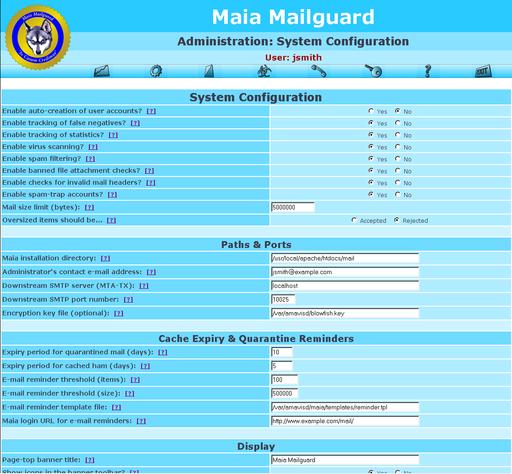 Maia Mailguard
Administration: System Configuration
User: jsmith
EXIT
System Configuration
Enable auto-creation of user accounts? [?] Yes No
Enable tracking of false negatives? [?] Yes No
Enable tracking of statistics? [?] Yes No
Enable virus scanning? [?] Yes No
Enable spam filtering? [?] Yes No
Enable banned file attachment checks? [?] Yes No
Enable checks for invalid mail headers? [?] Yes No
Enable spam-trap accounts? [?] Yes No
Mail size limit (bytes): [?] 5000000
Oversized items should be... [?] Accepted Rejected
Paths & Ports
Maia installation directory: [?] /usr/local/apache/htdocs/mail
Administrator's contact e-mail address: [?] jsmith@example.com
Downstream SMTP server (MTA-TX): [?] localhost
Downstream SMTP port number: [?] 10025
Encryption key file (optional): [?] /var/amavisd/blowfish.key
Cache Expiry & Quarantine Reminders
Expiry period for quarantined mail (days): [?] 10
Expiry period for cached ham (days): [?] 5
E-mail reminder threshold (items): [?] 100
E-mail reminder threshold (size): [?] 500000
E-mail reminder template file: [?] /var/amavisd/maia/templates/reminder.tpl
Maia login URL for e-mail reminders: [?] http://www.example.com/mail/
Display
Page-top banner title: [?] Maia Mailguard
Show icons in the banner toolbar? [?] Yes No